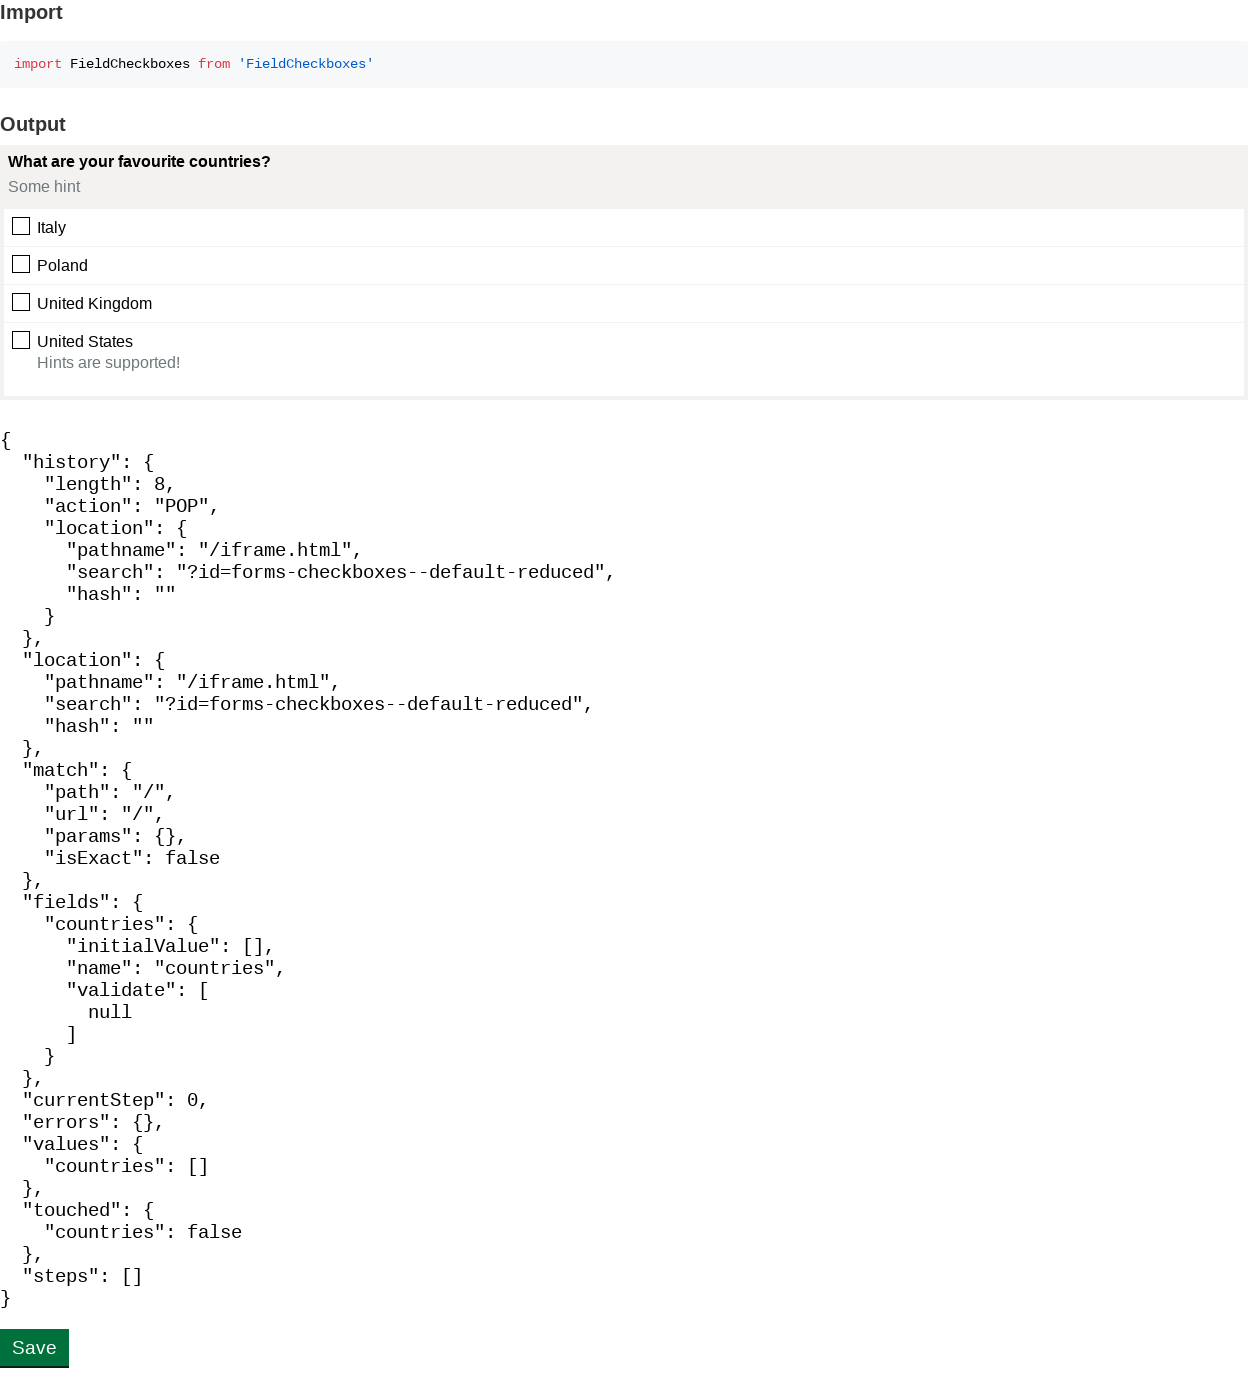 Import
import FieldCheckboxes from 'FieldCheckboxes'
Output
What are your favourite countries?
Some hint
Italy
Poland
United Kingdom
United States
Hints are supported!
{
  "history": {
    "length": 8,
    "action": "POP",
    "location": {
      "pathname": "/iframe.html",
      "search": "?id=forms-checkboxes--default-reduced",
      "hash": ""
    }
  },
  "location": {
    "pathname": "/iframe.html",
    "search": "?id=forms-checkboxes--default-reduced",
    "hash": ""
  },
  "match": {
    "path": "/",
    "url": "/",
    "params": {},
    "isExact": false
  },
  "fields": {
    "countries": {
      "initialValue": [],
      "name": "countries",
      "validate": [
        null
      ]
    }
  },
  "currentStep": 0,
  "errors": {},
  "values": {
    "countries": []
  },
  "touched": {
    "countries": false
  },
  "steps": []
}
Save